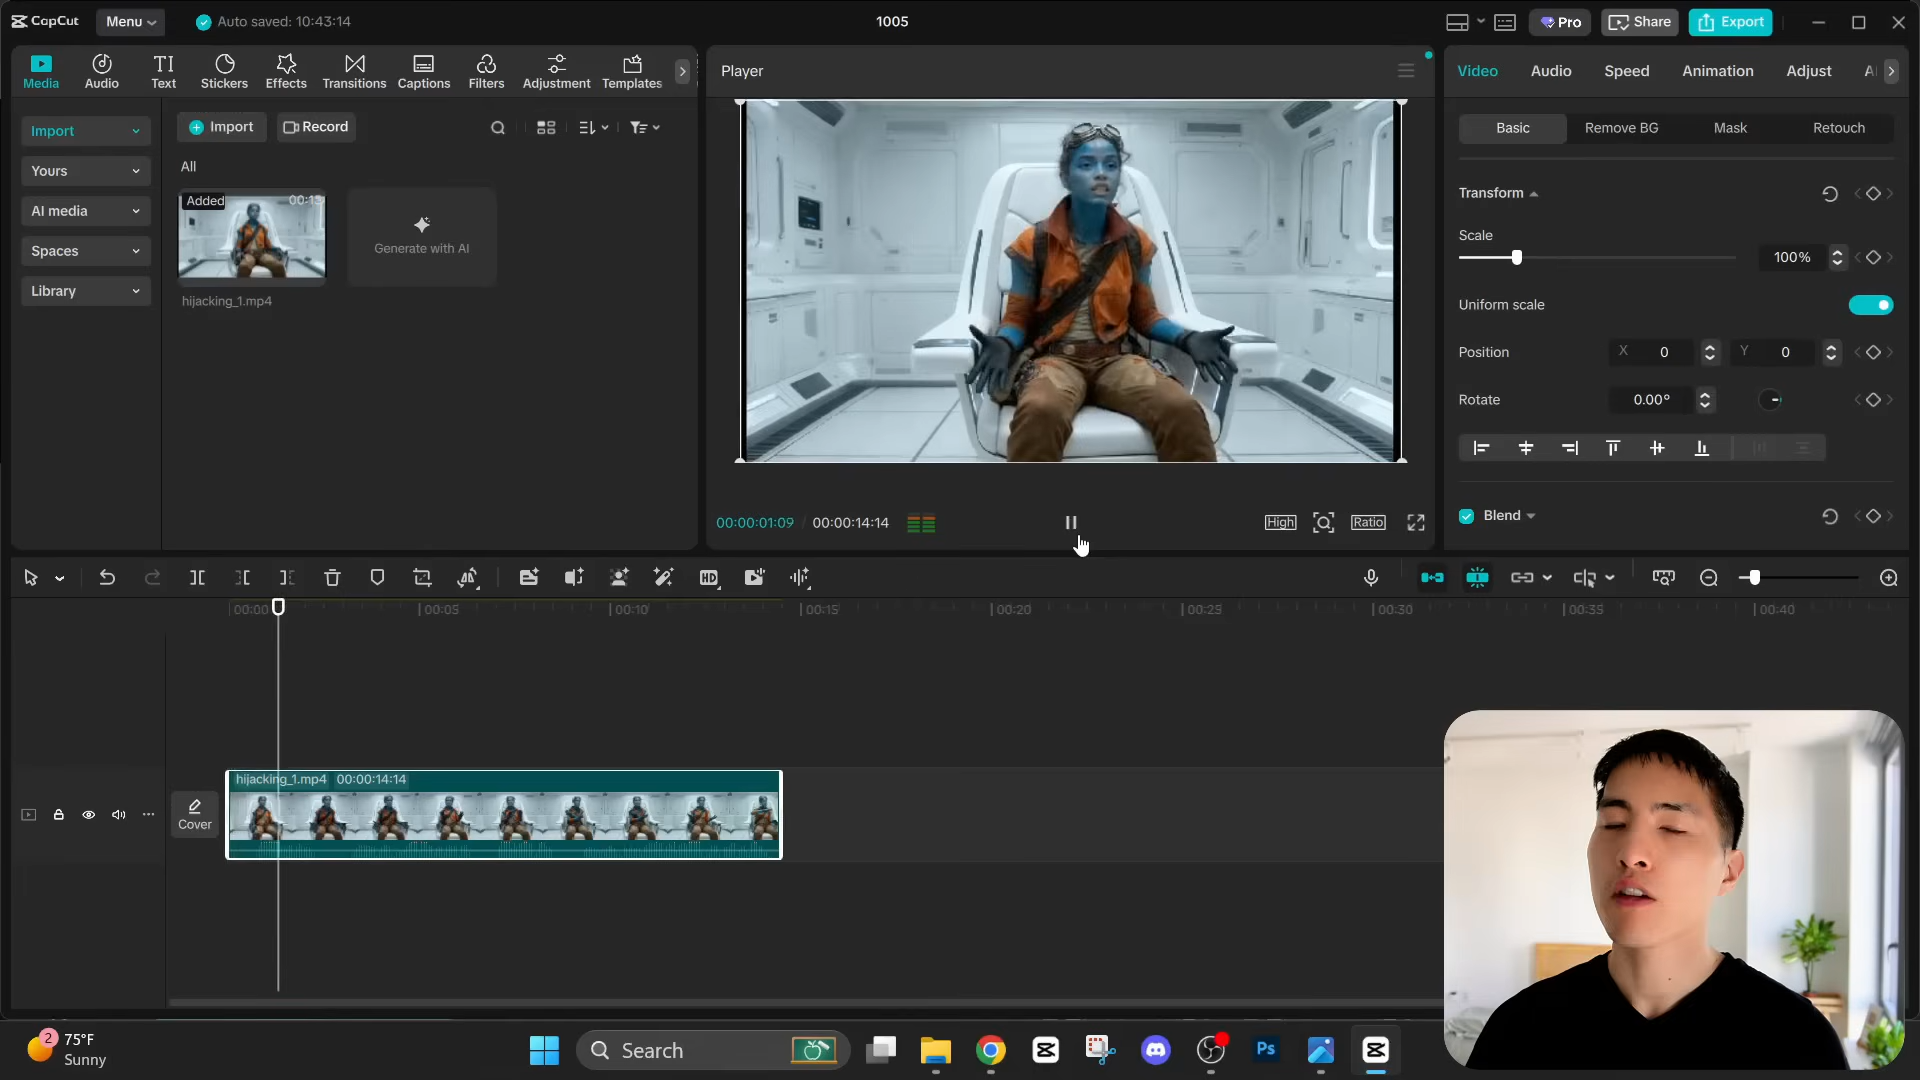 CapCut Menu Auto saved: 10:43:14 1005 Pro Share Export
Media Audio Text Stickers Effects Transitions Captions Filters Adjustment Templates
Player
Video Audio Speed Animation Adjust
Import
Yours
AI media
Spaces
Library
Import Record
All
Added
Generate with AI
hijacking_1.mp4
Basic Remove BG Mask Retouch
Transform
Scale
100%
Uniform scale
Position X 0 Y 0
Rotate 0.00°
Blend
00:00:01:09 / 00:00:14:14 High Ratio
00:00 00:05 00:10 00:15 00:20 00:25 00:30 00:35 00:40
hijacking_1.mp4 00:00:14:14
Cover
2
75°F
Sunny
Search
Ps